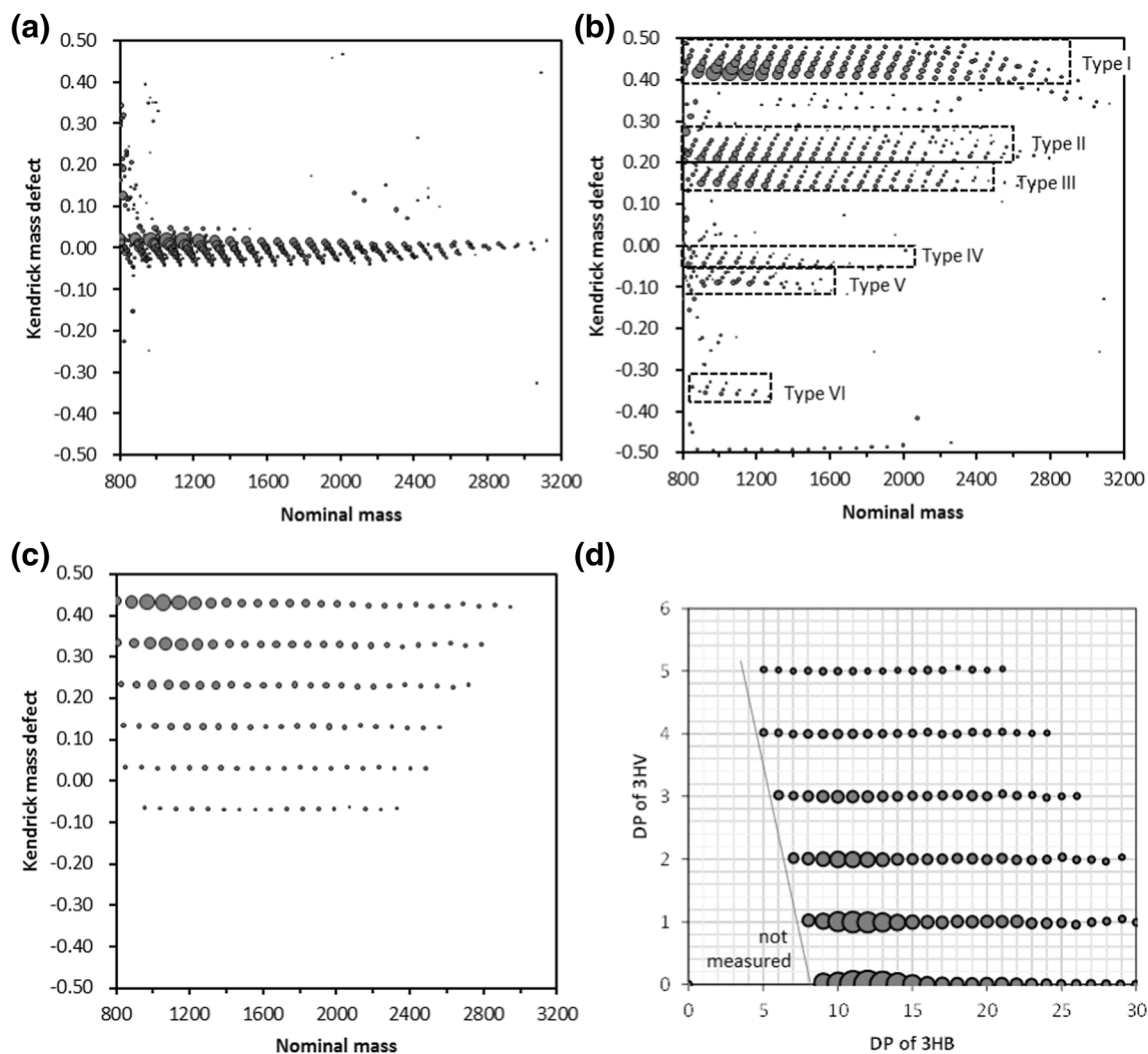 (a)
0.50
0.40
0.30
0.20
0.10
0.00
-0.10
-0.20
-0.30
-0.40
-0.50
Kendrick mass defect
800 1200 1600 2000 2400 2800 3200
Nominal mass
(b)
0.50
0.40
0.30
0.20
0.10
0.00
-0.10
-0.20
-0.30
-0.40
-0.50
Kendrick mass defect
Type I
Type II
Type III
Type IV
Type V
Type VI
800 1200 1600 2000 2400 2800 3200
Nominal mass
(c)
0.50
0.40
0.30
0.20
0.10
0.00
-0.10
-0.20
-0.30
-0.40
-0.50
Kendrick mass defect
800 1200 1600 2000 2400 2800 3200
Nominal mass
(d)
6
5
4
3
2
1
0
DP of 3HV
not
measured
0 5 10 15 20 25 30
DP of 3HB